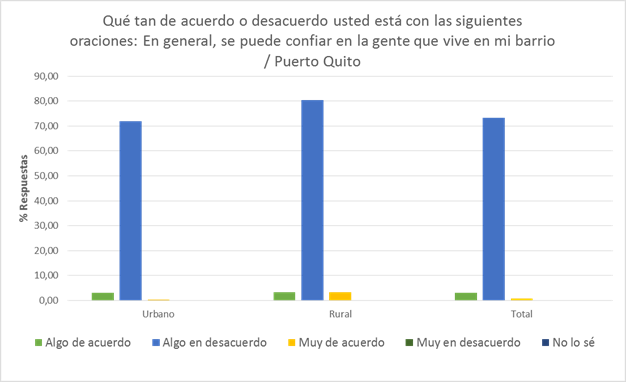 Qué tan de acuerdo o desacuerdo usted está con las siguientes
oraciones: En general, se puede confiar en la gente que vive en mi barrio
/ Puerto Quito
90,00
80,00
70,00
60,00
50,00
40,00
30,00
20,00
10,00
0,00
% Respuestas
Urbano Rural Total
Algo de acuerdo Algo en desacuerdo Muy de acuerdo Muy en desacuerdo No lo sé